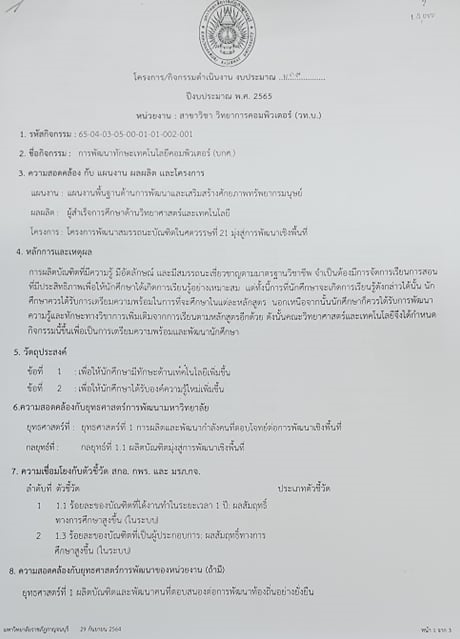 โครงการ/กิจกรรมดำเนินงาน งบประมาณ
ปีงบประมาณ พ.ศ. 2565
หน่วยงาน : สาขาวิชา วิทยาการคอมพิวเตอร์ (วท.บ.)
1. รหัสกิจกรรม : 65-04-03-05-00-01-01-002-001
2. ชื่อกิจกรรม : การพัฒนาทักษะเทคโนโลยีคอมพิวเตอร์ (บกศ.)
3. ความสอดคล้อง กับ แผนงาน ผลผลิต และโครงการ
แผนงาน : แผนงานพื้นฐานด้านการพัฒนาและเสริมสร้างศักยภาพทรัพยากรมนุษย์
ผลผลิต : ผู้สำเร็จการศึกษาด้านวิทยาศาสตร์และเทคโนโลยี
โครงการ : โครงการพัฒนาสมรรถนะบัณฑิตในศตวรรษที่ 21 มุ่งสู่การพัฒนาเชิงพื้นที่
4. หลักการและเหตุผล
การผลิตบัณฑิตที่มีความรู้ มีอัตลักษณ์ และมีสมรรถนะเชี่ยวชาญตามมาตรฐานวิชาชีพ จำเป็นต้องมีการจัดการเรียนการสอน
ที่มีประสิทธิภาพเพื่อให้นักศึกษาได้เกิดการเรียนรู้อย่างเหมาะสม แต่ทั้งนี้การที่นักศึกษาจะเกิดการเรียนรู้ดังกล่าวได้นั้น นัก
ศึกษาควรได้รับการเตรียมความพร้อมในการที่จะศึกษาในแต่ละหลักสูตร นอกเหนือจากนั้นนักศึกษาก็ควรได้รับการพัฒนา
ความรู้และทักษะทางวิชาการเพิ่มเติมจากการเรียนตามหลักสูตรอีกด้วย ดังนั้นคณะวิทยาศาสตร์และเทคโนโลยีจึงได้กำหนด
กิจกรรมนี้ขึ้นเพื่อเป็นการเตรียมความพร้อมและพัฒนานักศึกษา
5. วัตถุประสงค์
ข้อที่ 1 : เพื่อให้นักศึกษามีทักษะด้านเทคโนโลยีเพิ่มขึ้น
ข้อที่ 2 : เพื่อให้นักศึกษาได้รับองค์ความรู้ใหม่เพิ่มขึ้น
6.ความสอดคล้องกับยุทธศาสตร์การพัฒนามหาวิทยาลัย
ยุทธศาสตร์ที่ : ยุทธศาสตร์ที่ 1 การผลิตและพัฒนากำลังคนที่ตอบโจทย์ต่อการพัฒนาเชิงพื้นที่
กลยุทธ์ที่ : กลยุทธ์ที่ 1.1 ผลิตบัณฑิตมุ่งสู่การพัฒนาเชิงพื้นที่
7. ความเชื่อมโยงกับตัวชี้วัด สกอ. กพร. และ มรภ.กจ.
ลำดับที่ ตัวชี้วัด ประเภทตัวชี้วัด
1 1.1 ร้อยละของบัณฑิตที่ได้งานทำในระยะเวลา 1 ปี: ผลสัมฤทธิ์
ทางการศึกษาสูงขึ้น (ในระบบ)
2 1.3 ร้อยละของบัณฑิตที่เป็นผู้ประกอบการ: ผลสัมฤทธิ์ทางการ
ศึกษาสูงขึ้น (ในระบบ)
8. ความสอดคล้องกับยุทธศาสตร์การพัฒนาของหน่วยงาน (ถ้ามี)
ยุทธศาสตร์ที่ 1 ผลิตบัณฑิตและพัฒนาคนที่ตอบสนองต่อการพัฒนาท้องถิ่นอย่างยั่งยืน
มหาวิทยาลัยราชภัฏกาญจนบุรี 29 กันยายน 2564 หน้า 1 จาก 3